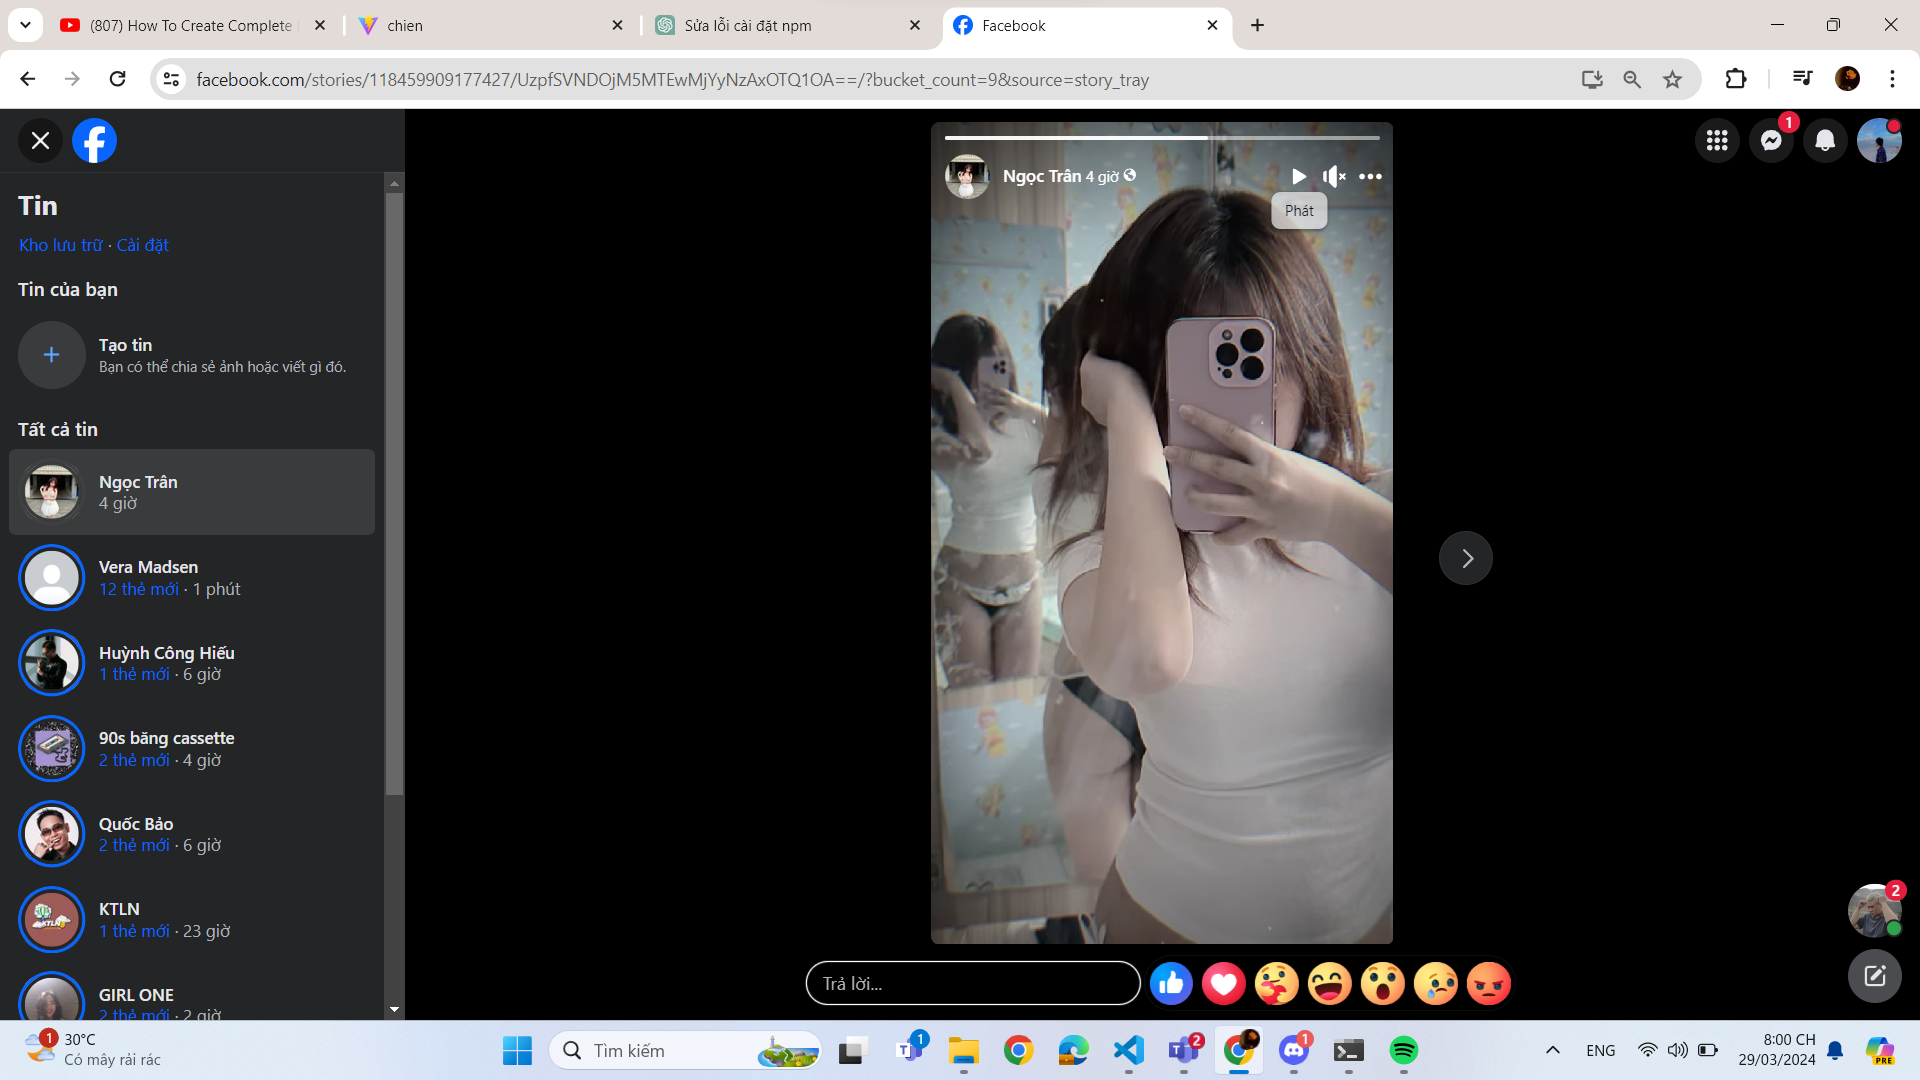 (807) How To Create Complete
chien
Sửa lỗi cài đặt npm
Facebook
facebook.com/stories/118459909177427/UzpfSVNDOjM5MTEwMjYyNzAxOTQ1OA==/?bucket_count=9&source=story_tray
Tin
Kho lưu trữ · Cài đặt
Tin của bạn
Tạo tin
Bạn có thể chia sẻ ảnh hoặc viết gì đó.
Tất cả tin
Ngọc Trân
4 giờ
Vera Madsen
12 thẻ mới · 1 phút
Huỳnh Công Hiếu
1 thẻ mới · 6 giờ
90s băng cassette
2 thẻ mới · 4 giờ
Quốc Bảo
2 thẻ mới · 6 giờ
KTLN
1 thẻ mới · 23 giờ
GIRL ONE
2 thẻ mới · 2 giờ
Ngọc Trân 4 giờ
Phát
1
2
Trả lời...
1
30°C
Có mây rải rác
Tìm kiếm
1
2
1
ENG
8:00 CH
29/03/2024
PRE